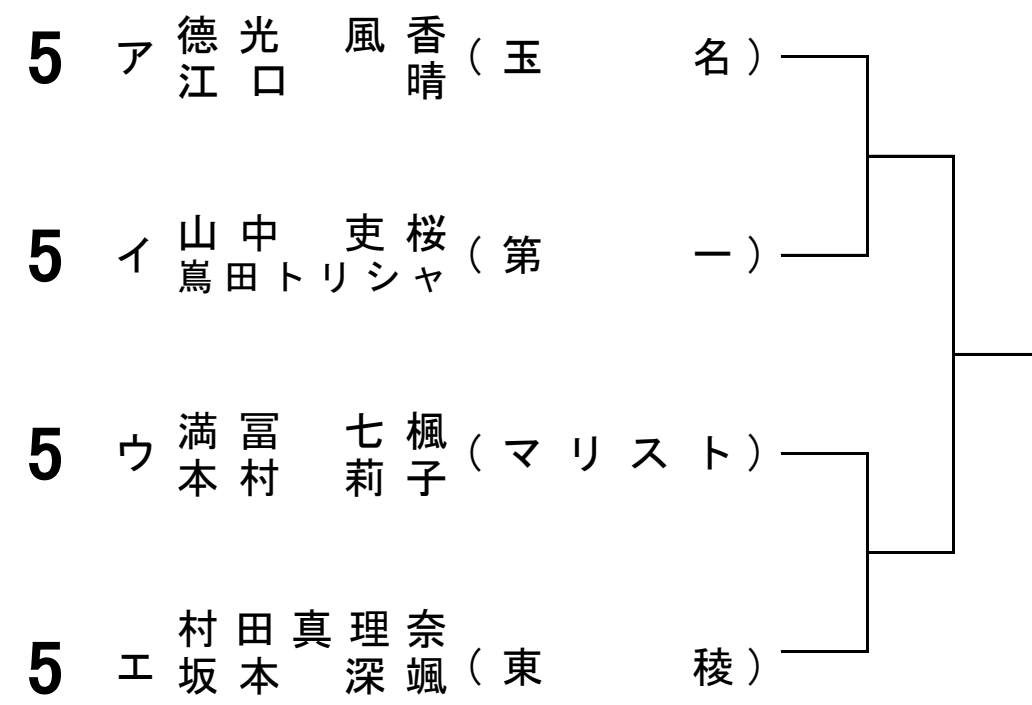 5 ア 德光 風香 (玉名)
江口 晴
5 イ 山中 吏桜 (第一)
嶌田トリシャ
5 ウ 満冨 七楓 (マリスト)
本村 莉子
5 エ 村田真理奈 (東稜)
坂本 深颯